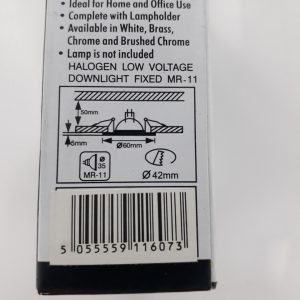 • Ideal for Home and Office Use
• Complete with Lampholder
• Available in White, Brass,
Chrome and Brushed Chrome
• Lamp is not included
HALOGEN LOW VOLTAGE
DOWNLIGHT FIXED MR-11
50mm
5mm
Ø60mm
Ø
35
MR-11
Ø 42mm
5 055559 116073